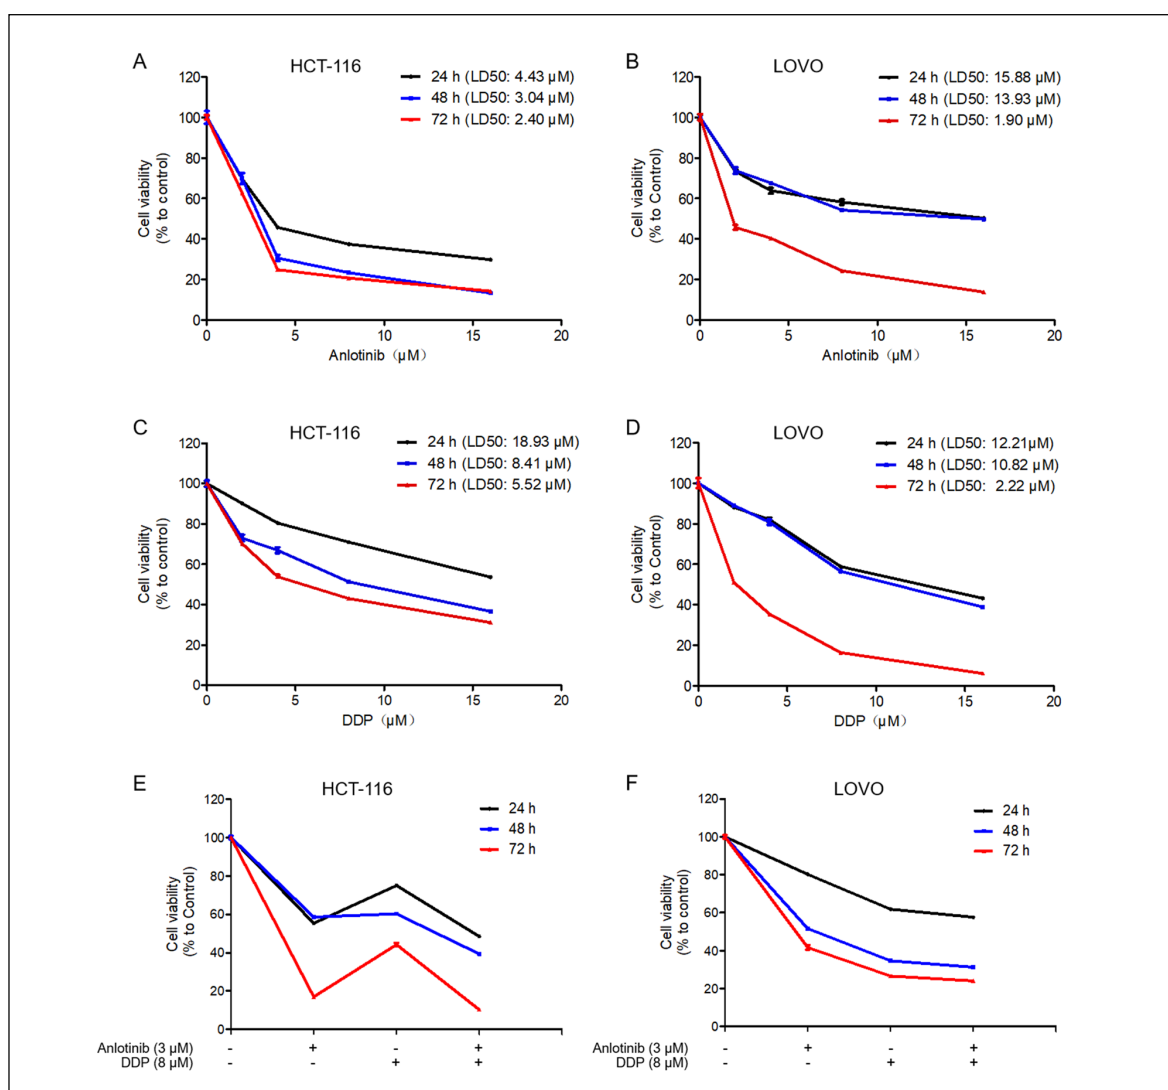 A
HCT-116
24 h (LD50: 4.43 µM)
48 h (LD50: 3.04 µM)
72 h (LD50: 2.40 µM)
Cell viability
(% to Control)
120
100
80
60
40
20
0
0 5 10 15 20
Anlotinib（µM）
B
LOVO
24 h (LD50: 15.88 µM)
48 h (LD50: 13.93 µM)
72 h (LD50: 1.90 µM)
Cell viability
(% to Control)
120
100
80
60
40
20
0
0 5 10 15 20
Anlotinib（µM）
C
HCT-116
24 h (LD50: 18.93 µM)
48 h (LD50: 8.41 µM)
72 h (LD50: 5.52 µM)
Cell viability
(% to Control)
120
100
80
60
40
20
0
0 5 10 15 20
DDP（µM）
D
LOVO
24 h (LD50: 12.21µM)
48 h (LD50: 10.82 µM)
72 h (LD50: 2.22 µM)
Cell viability
(% to Control)
120
100
80
60
40
20
0
0 5 10 15 20
DDP（µM）
E
HCT-116
24 h
48 h
72 h
Cell viability
(% to Control)
120
100
80
60
40
20
0
Anlotinib (3 µM) - + - +
DDP (8 µM) - - + +
F
LOVO
24 h
48 h
72 h
Cell viability
(% to control)
120
100
80
60
40
20
0
Anlotinib (3 µM) - + - +
DDP (8 µM) - - + +